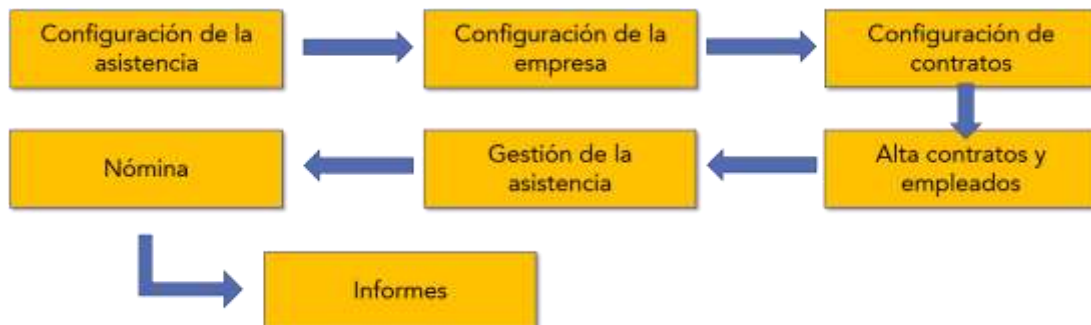 Configuración de la
asistencia
Configuración de la
empresa
Configuración de
contratos
Nómina
Gestión de la
asistencia
Alta contratos y
empleados
Informes